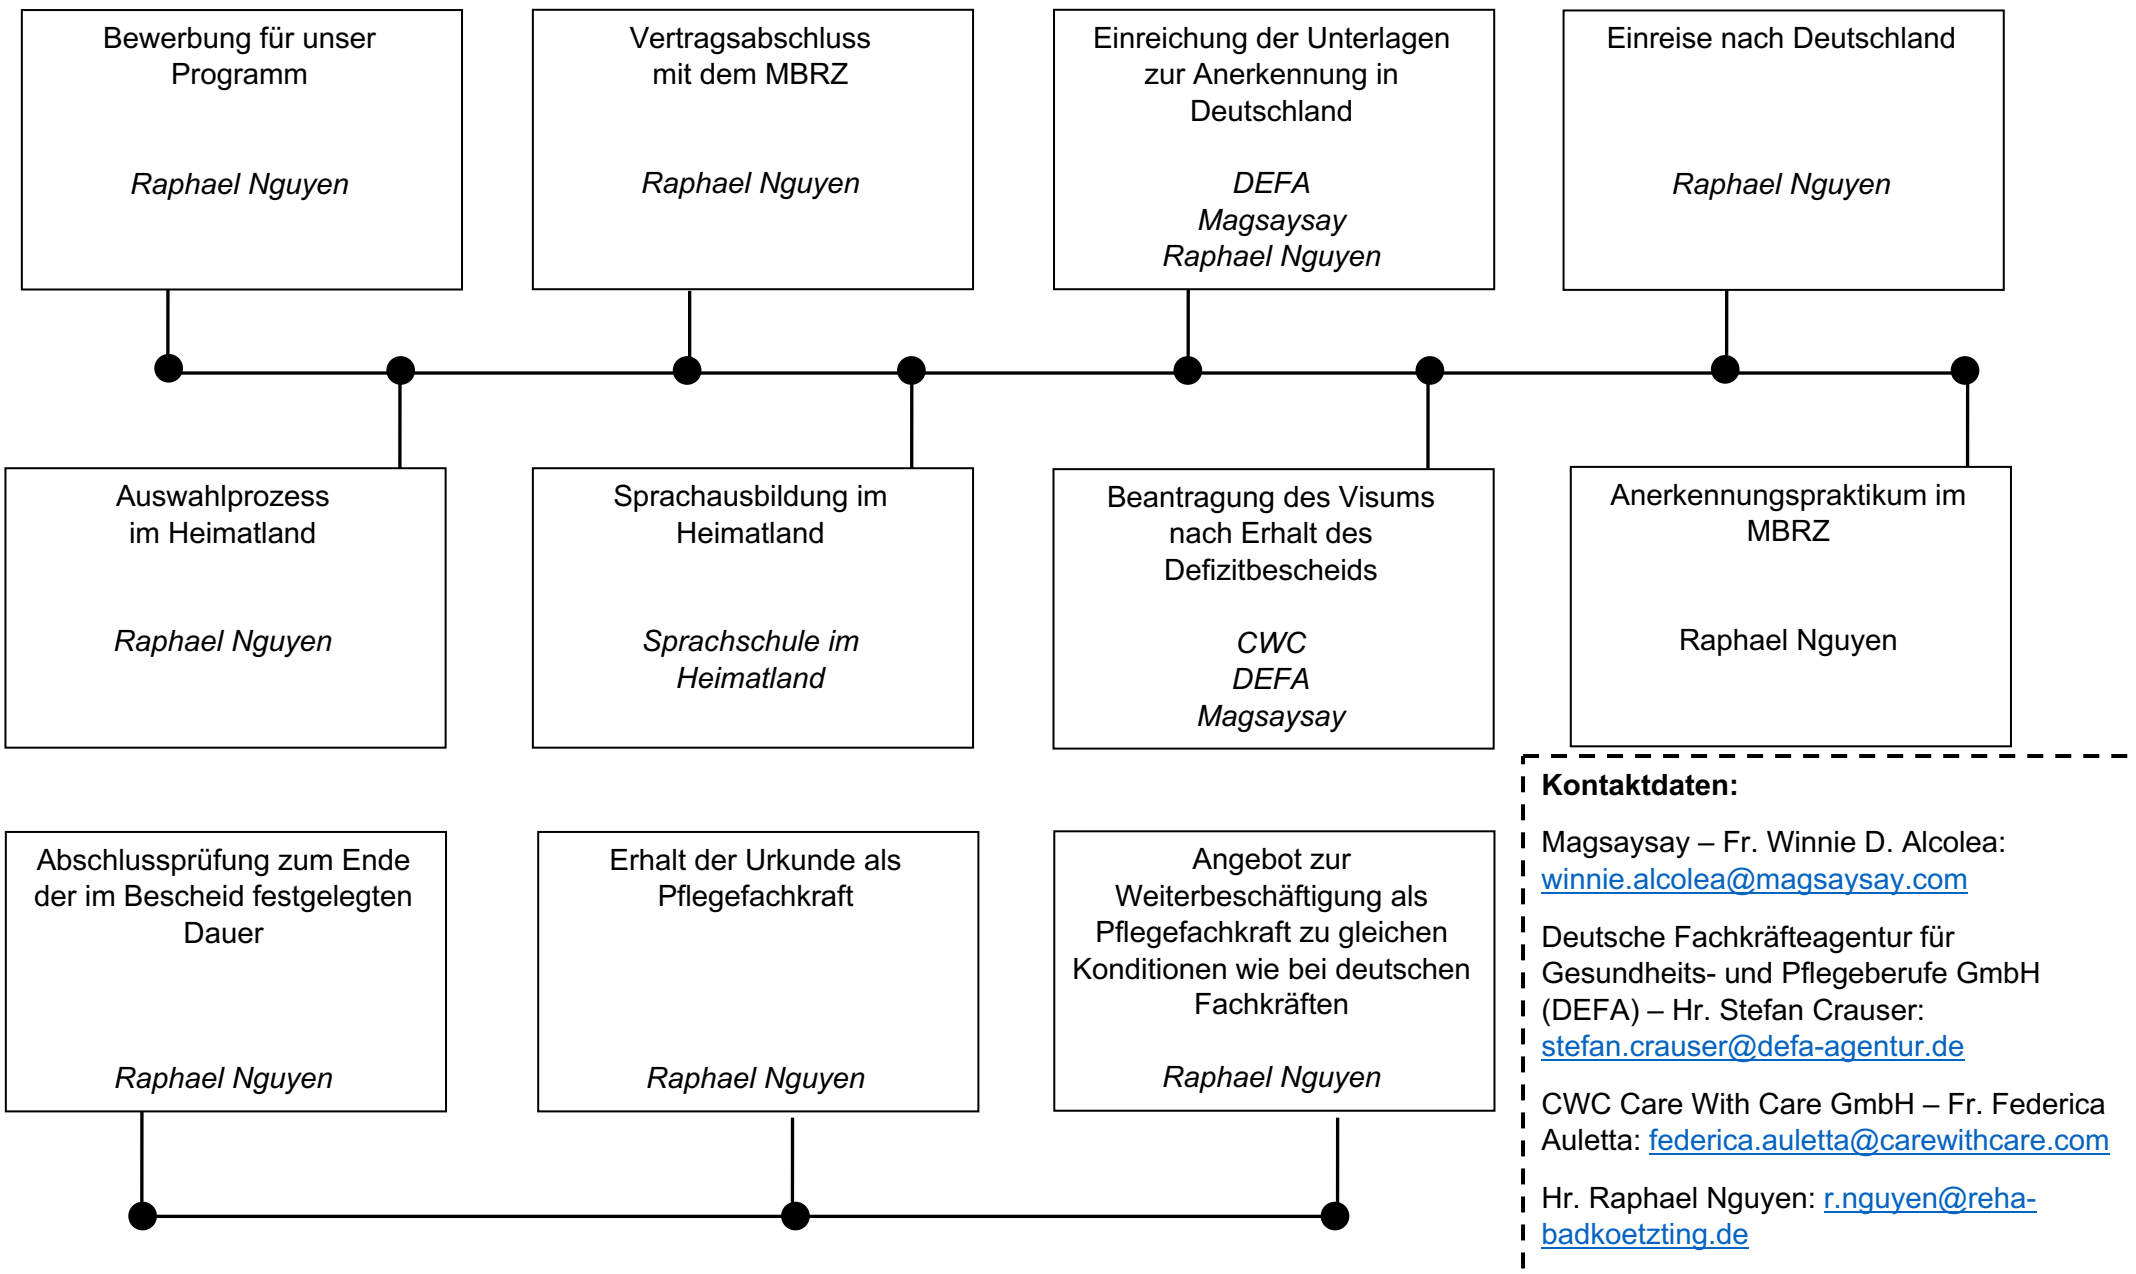 Bewerbung für unser
Programm
Raphael Nguyen
Vertragsabschluss
mit dem MBRZ
Raphael Nguyen
Einreichung der Unterlagen
zur Anerkennung in
Deutschland
DEFA
Magsaysay
Raphael Nguyen
Einreise nach Deutschland
Raphael Nguyen
Auswahlprozess
im Heimatland
Raphael Nguyen
Sprachausbildung im
Heimatland
Sprachschule im
Heimatland
Beantragung des Visums
nach Erhalt des
Defizitbescheids
CWC
DEFA
Magsaysay
Anerkennungspraktikum im
MBRZ
Raphael Nguyen
Abschlussprüfung zum Ende
der im Bescheid festgelegten
Dauer
Raphael Nguyen
Erhalt der Urkunde als
Pflegefachkraft
Raphael Nguyen
Angebot zur
Weiterbeschäftigung als
Pflegefachkraft zu gleichen
Konditionen wie bei deutschen
Fachkräften
Raphael Nguyen
Kontaktdaten:
Magsaysay – Fr. Winnie D. Alcolea:
winnie.alcolea@magsaysay.com
Deutsche Fachkräfteagentur für
Gesundheits- und Pflegeberufe GmbH
(DEFA) – Hr. Stefan Crauser:
stefan.crauser@defa-agentur.de
CWC Care With Care GmbH – Fr. Federica
Auletta: federica.auletta@carewithcare.com
Hr. Raphael Nguyen: r.nguyen@reha-
badkoetzting.de